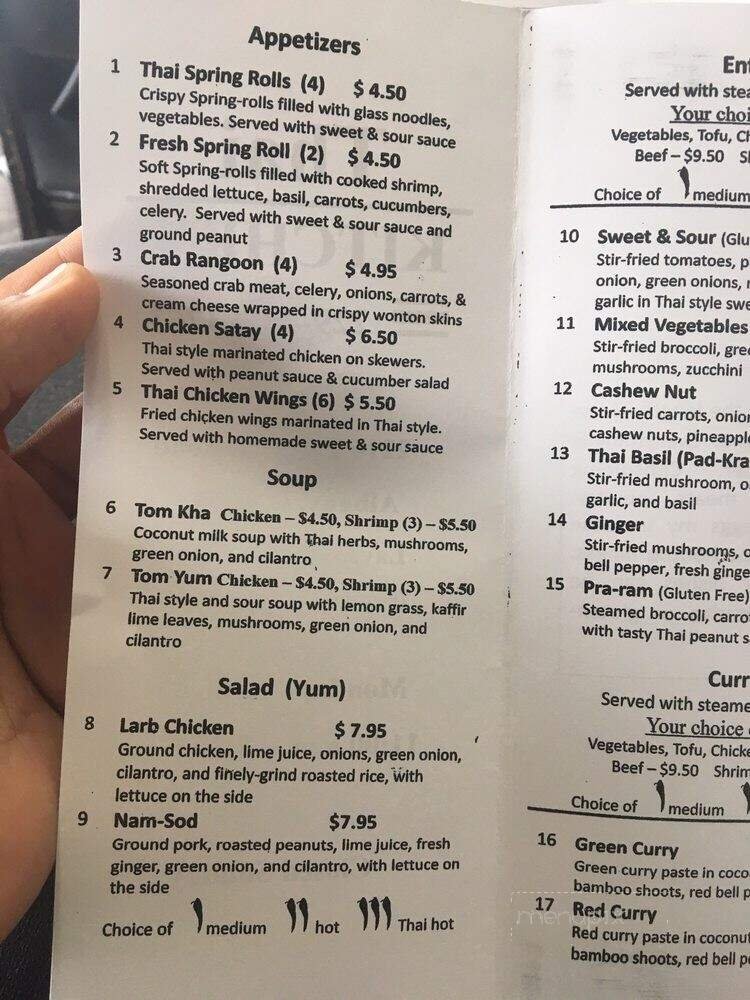 Appetizers
1 Thai Spring Rolls (4) $ 4.50
Crispy Spring-rolls filled with glass noodles,
vegetables. Served with sweet & sour sauce
2 Fresh Spring Roll (2) $ 4.50
Soft Spring-rolls filled with cooked shrimp,
shredded lettuce, basil, carrots, cucumbers,
celery. Served with sweet & sour sauce and
ground peanut
3 Crab Rangoon (4) $ 4.95
Seasoned crab meat, celery, onions, carrots, &
cream cheese wrapped in crispy wonton skins
4 Chicken Satay (4) $ 6.50
Thai style marinated chicken on skewers.
Served with peanut sauce & cucumber salad
5 Thai Chicken Wings (6) $ 5.50
Fried chicken wings marinated in Thai style.
Served with homemade sweet & sour sauce
Soup
6 Tom Kha Chicken – $4.50, Shrimp (3) – $5.50
Coconut milk soup with Thai herbs, mushrooms,
green onion, and cilantro
7 Tom Yum Chicken – $4.50, Shrimp (3) – $5.50
Thai style and sour soup with lemon grass, kaffir
lime leaves, mushrooms, green onion, and
cilantro
Salad (Yum)
8 Larb Chicken $ 7.95
Ground chicken, lime juice, onions, green onion,
cilantro, and finely-grind roasted rice, with
lettuce on the side
9 Nam-Sod $7.95
Ground pork, roasted peanuts, lime juice, fresh
ginger, green onion, and cilantro, with lettuce on
the side
Choice of medium hot Thai hot
Served with
Your
Vegetables, Tofu,
Beef – $9.50
Choice of medium
10 Sweet & Sour
Stir-fried tomatoes,
onion, green onions,
garlic in Thai style
11 Mixed Vegetables
Stir-fried broccoli,
mushrooms, zucchini
12 Cashew Nut
Stir-fried carrots,
cashew nuts,
13 Thai Basil
Stir-fried mushroom,
garlic, and basil
14 Ginger
Stir-fried mushrooms,
bell pepper, fresh
15 Pra-ram (Gluten Free)
Steamed broccoli,
with tasty Thai peanut
Served with
Your choice
Vegetables, Tofu,
Beef – $9.50
Choice of medium
16 Green Curry
Green curry paste in
bamboo shoots, red bell
17 Red Curry
Red curry paste in
bamboo shoots, red bell